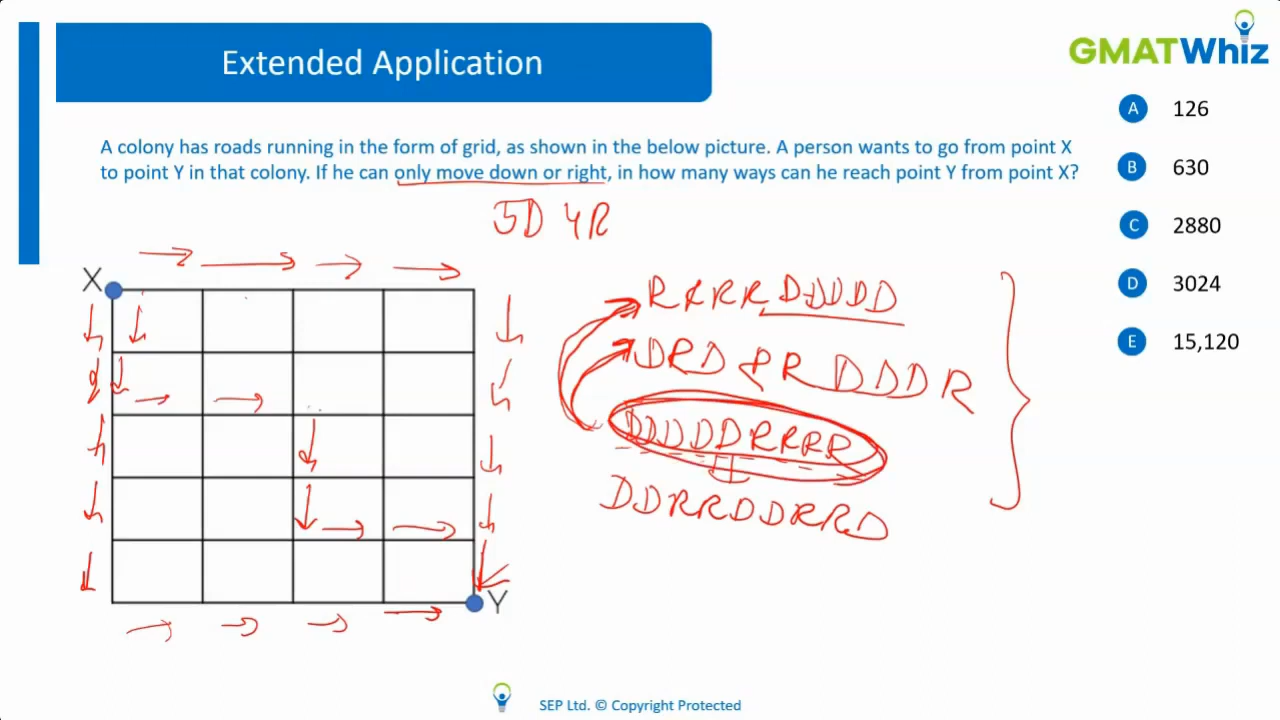 Extended Application
GMATWhiz
A colony has roads running in the form of grid, as shown in the below picture. A person wants to go from point X
to point Y in that colony. If he can only move down or right, in how many ways can he reach point Y from point X?
A 126
B 630
C 2880
D 3024
E 15,120
5D 4R
X
RRRRDDDDD
DRDRRDDDR
DDDDDRRRR
DDRRDDRRD
Y
SEP Ltd. © Copyright Protected